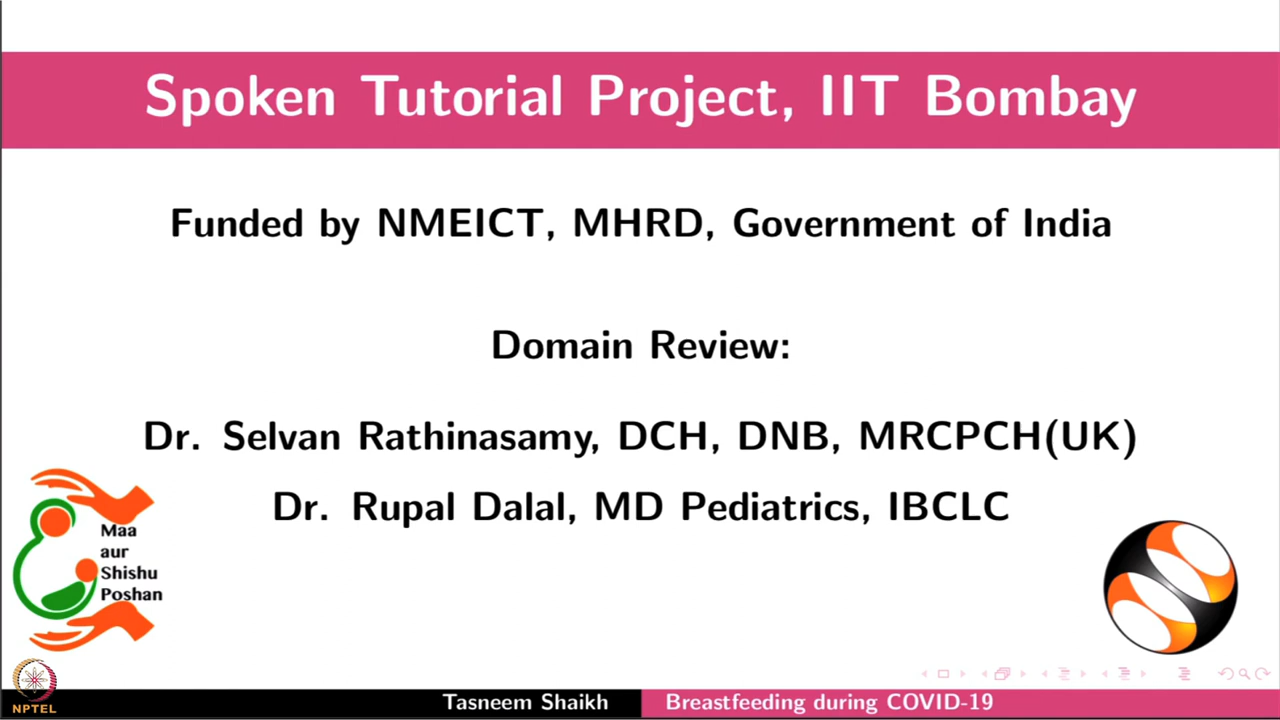 Spoken Tutorial Project, IIT Bombay
Funded by NMEICT, MHRD, Government of India
Domain Review:
Dr. Selvan Rathinasamy, DCH, DNB, MRCPCH(UK)
Dr. Rupal Dalal, MD Pediatrics, IBCLC
Maa
aur
Shishu
Poshan
NPTEL
Tasneem Shaikh
Breastfeeding during COVID-19